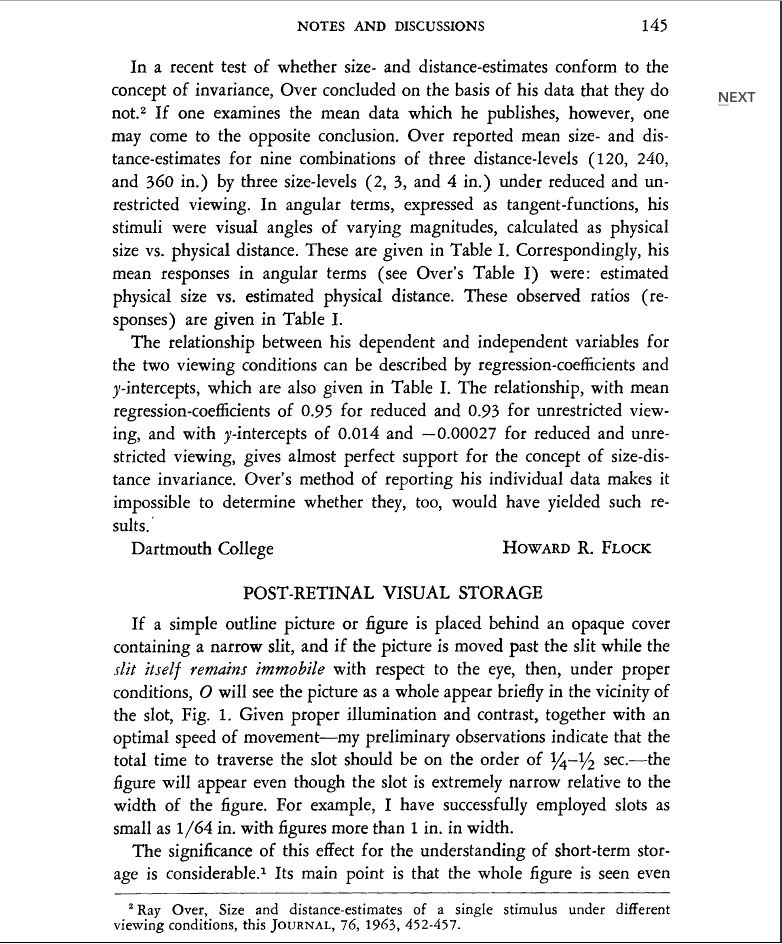 NOTES AND DISCUSSIONS 145
In a recent test of whether size- and distance-estimates conform to the
concept of invariance, Over concluded on the basis of his data that they do
not.² If one examines the mean data which he publishes, however, one
may come to the opposite conclusion. Over reported mean size- and dis-
tance-estimates for nine combinations of three distance-levels (120, 240,
and 360 in.) by three size-levels (2, 3, and 4 in.) under reduced and un-
restricted viewing. In angular terms, expressed as tangent-functions, his
stimuli were visual angles of varying magnitudes, calculated as physical
size vs. physical distance. These are given in Table I. Correspondingly, his
mean responses in angular terms (see Over's Table I) were: estimated
physical size vs. estimated physical distance. These observed ratios (re-
sponses) are given in Table I.
The relationship between his dependent and independent variables for
the two viewing conditions can be described by regression-coefficients and
y-intercepts, which are also given in Table I. The relationship, with mean
regression-coefficients of 0.95 for reduced and 0.93 for unrestricted view-
ing, and with y-intercepts of 0.014 and —0.00027 for reduced and unre-
stricted viewing, gives almost perfect support for the concept of size-dis-
tance invariance. Over's method of reporting his individual data makes it
impossible to determine whether they, too, would have yielded such re-
sults.
Dartmouth College HOWARD R. FLOCK
POST-RETINAL VISUAL STORAGE
If a simple outline picture or figure is placed behind an opaque cover
containing a narrow slit, and if the picture is moved past the slit while the
slit itself remains immobile with respect to the eye, then, under proper
conditions, O will see the picture as a whole appear briefly in the vicinity of
the slot, Fig. 1. Given proper illumination and contrast, together with an
optimal speed of movement—my preliminary observations indicate that the
total time to traverse the slot should be on the order of ¼–½ sec.—the
figure will appear even though the slot is extremely narrow relative to the
width of the figure. For example, I have successfully employed slots as
small as 1/64 in. with figures more than 1 in. in width.
The significance of this effect for the understanding of short-term stor-
age is considerable.¹ Its main point is that the whole figure is seen even
² Ray Over, Size and distance-estimates of a single stimulus under different
viewing conditions, this JOURNAL, 76, 1963, 452-457.
NEXT